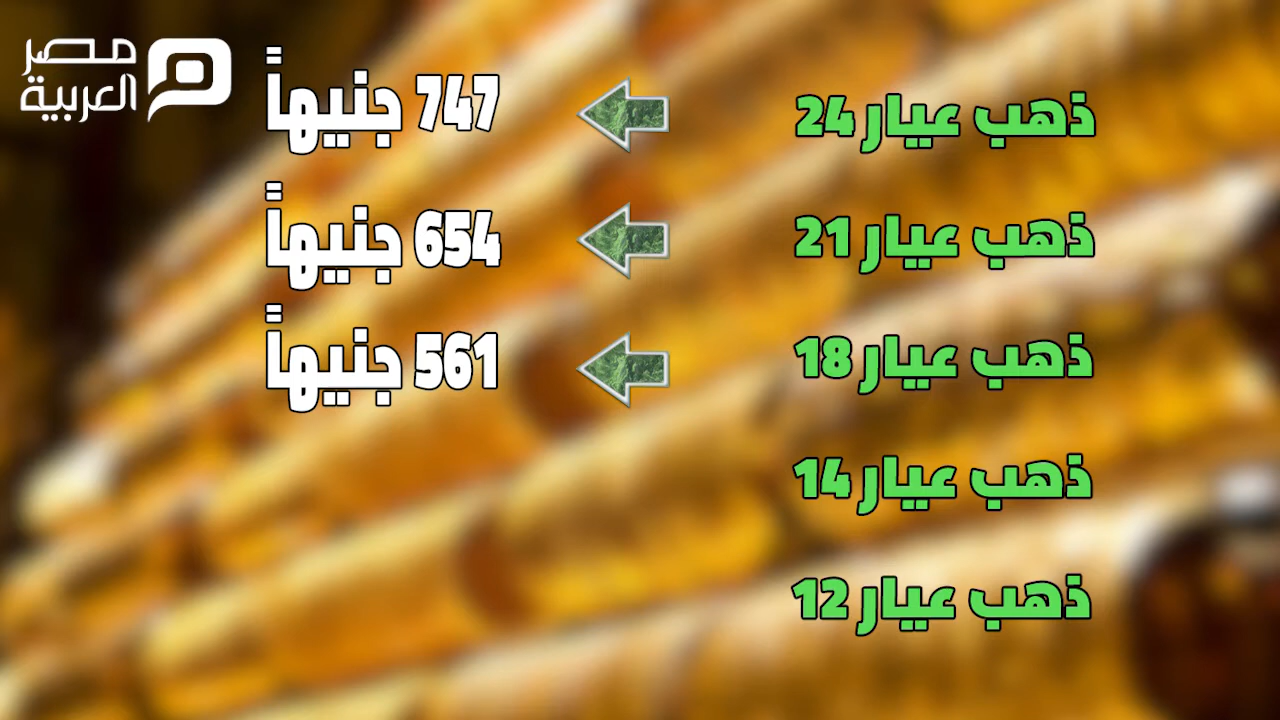 مصر
العربية
ذهب عيار 24 747 جنيهاً
ذهب عيار 21 654 جنيهاً
ذهب عيار 18 561 جنيهاً
ذهب عيار 14
ذهب عيار 12